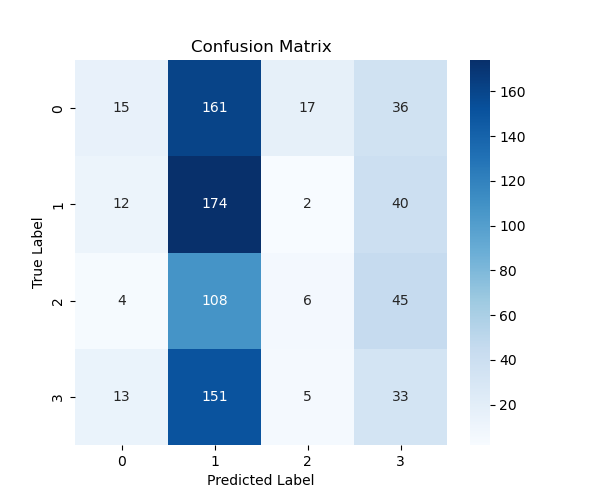 Confusion Matrix
0 15 161 17 36
1 12 174 2 40
2 4 108 6 45
3 13 151 5 33
0 1 2 3
True Label
Predicted Label
160
140
120
100
80
60
40
20